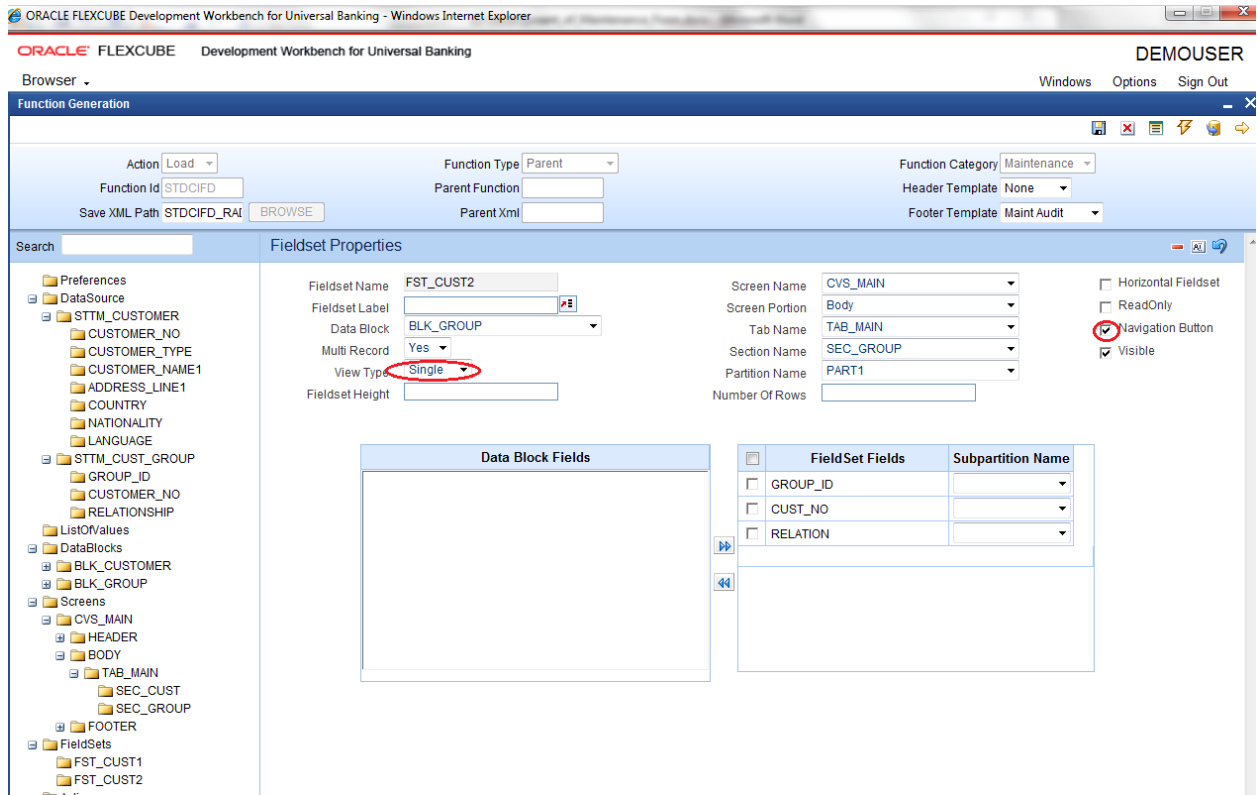 ORACLE FLEXCUBE Development Workbench for Universal Banking - Windows Internet Explorer
ORACLE FLEXCUBE Development Workbench for Universal Banking
DEMOUSER
Browser
Windows Options Sign Out
Function Generation
Action Load
Function Type Parent
Function Category Maintenance
Function Id STDCIFD
Parent Function
Header Template None
Save XML Path STDCIFD_RAD BROWSE
Parent Xml
Footer Template Maint Audit
Search
Preferences
DataSource
STTM_CUSTOMER
CUSTOMER_NO
CUSTOMER_TYPE
CUSTOMER_NAME1
ADDRESS_LINE1
COUNTRY
NATIONALITY
LANGUAGE
STTM_CUST_GROUP
GROUP_ID
CUSTOMER_NO
RELATIONSHIP
ListOfValues
DataBlocks
BLK_CUSTOMER
BLK_GROUP
Screens
CVS_MAIN
HEADER
BODY
TAB_MAIN
SEC_CUST
SEC_GROUP
FOOTER
FieldSets
FST_CUST1
FST_CUST2
Fieldset Properties
Fieldset Name FST_CUST2
Screen Name CVS_MAIN
Horizontal Fieldset
Fieldset Label
Screen Portion Body
ReadOnly
Data Block BLK_GROUP
Tab Name TAB_MAIN
Navigation Button
Multi Record Yes
Section Name SEC_GROUP
Visible
View Type Single
Partition Name PART1
Fieldset Height
Number Of Rows
Data Block Fields
FieldSet Fields Subpartition Name
GROUP_ID
CUST_NO
RELATION